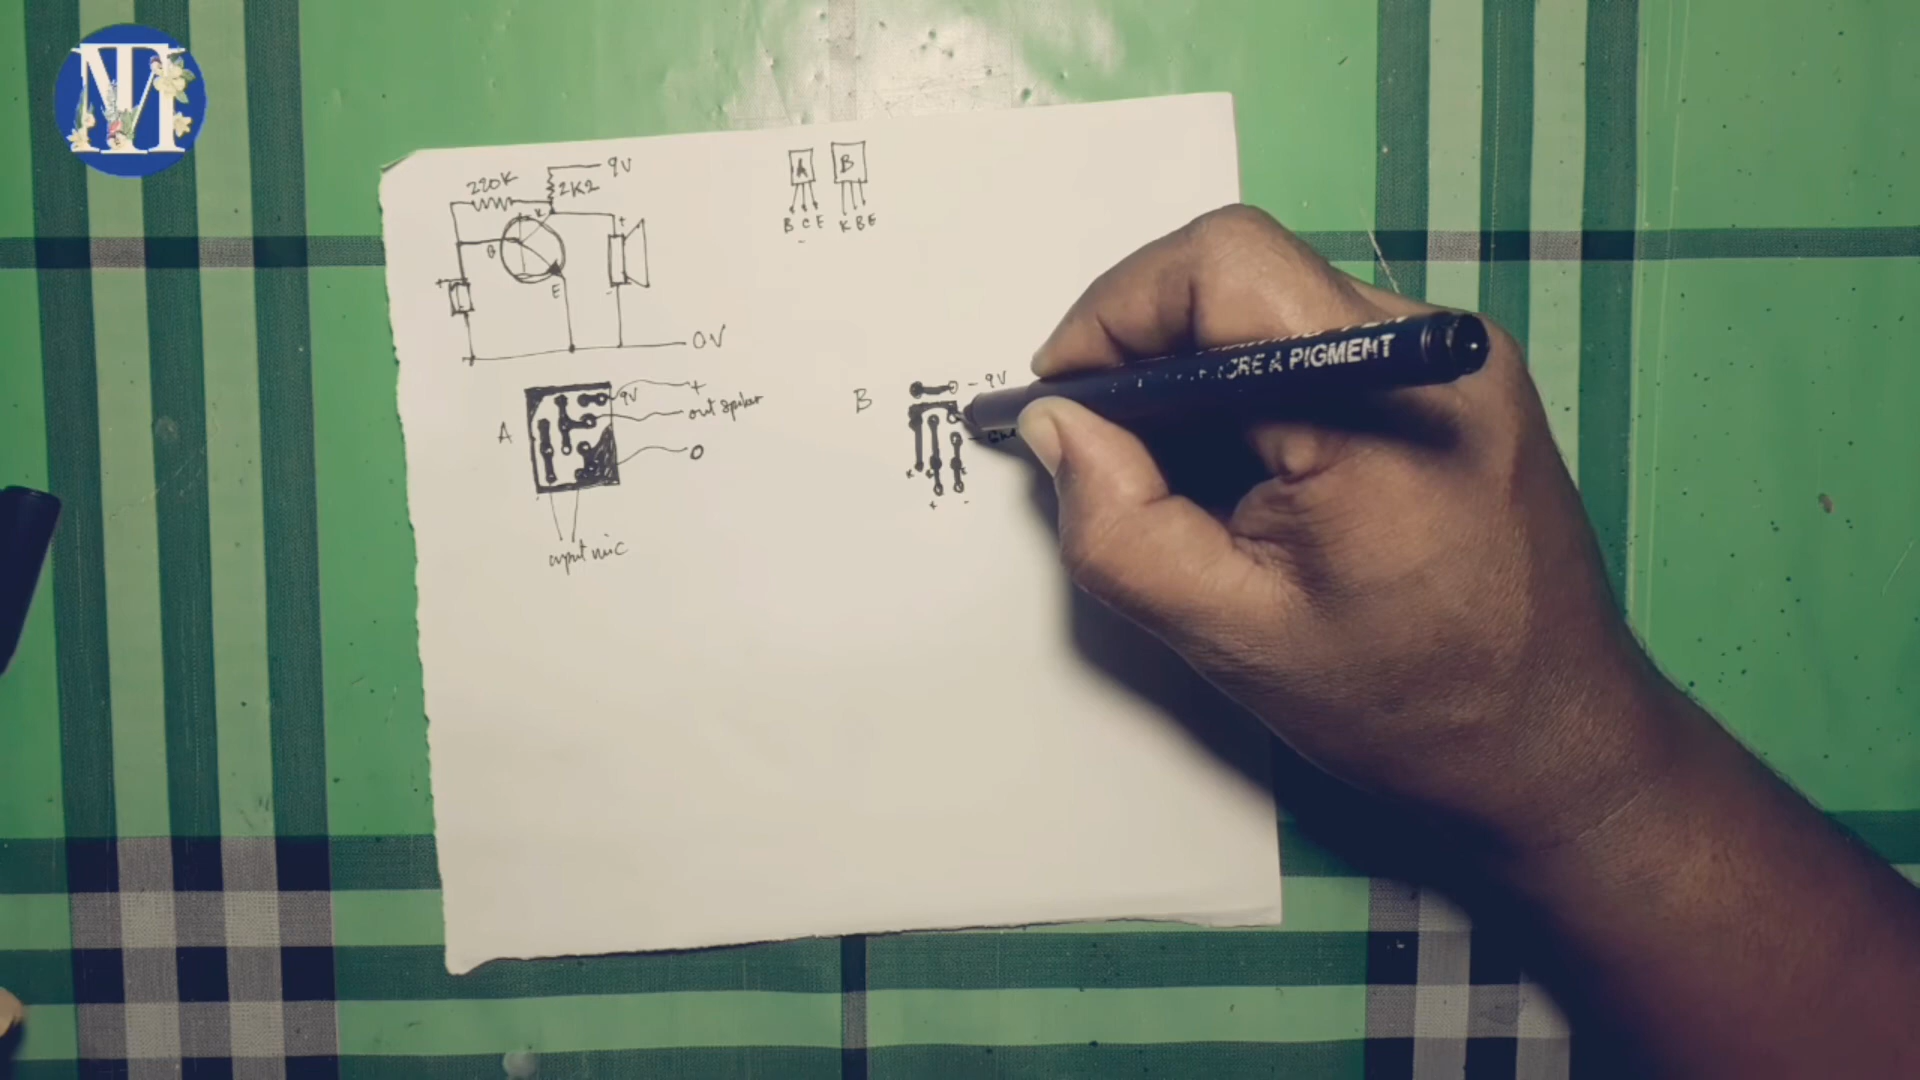 220K
9V
2K2
K
B
E
+
+
-
0V
A
B
B C E
K B E
A
9V
+
out spiker
0
input mic
B
- 9V
K
+
-
PIGMENT